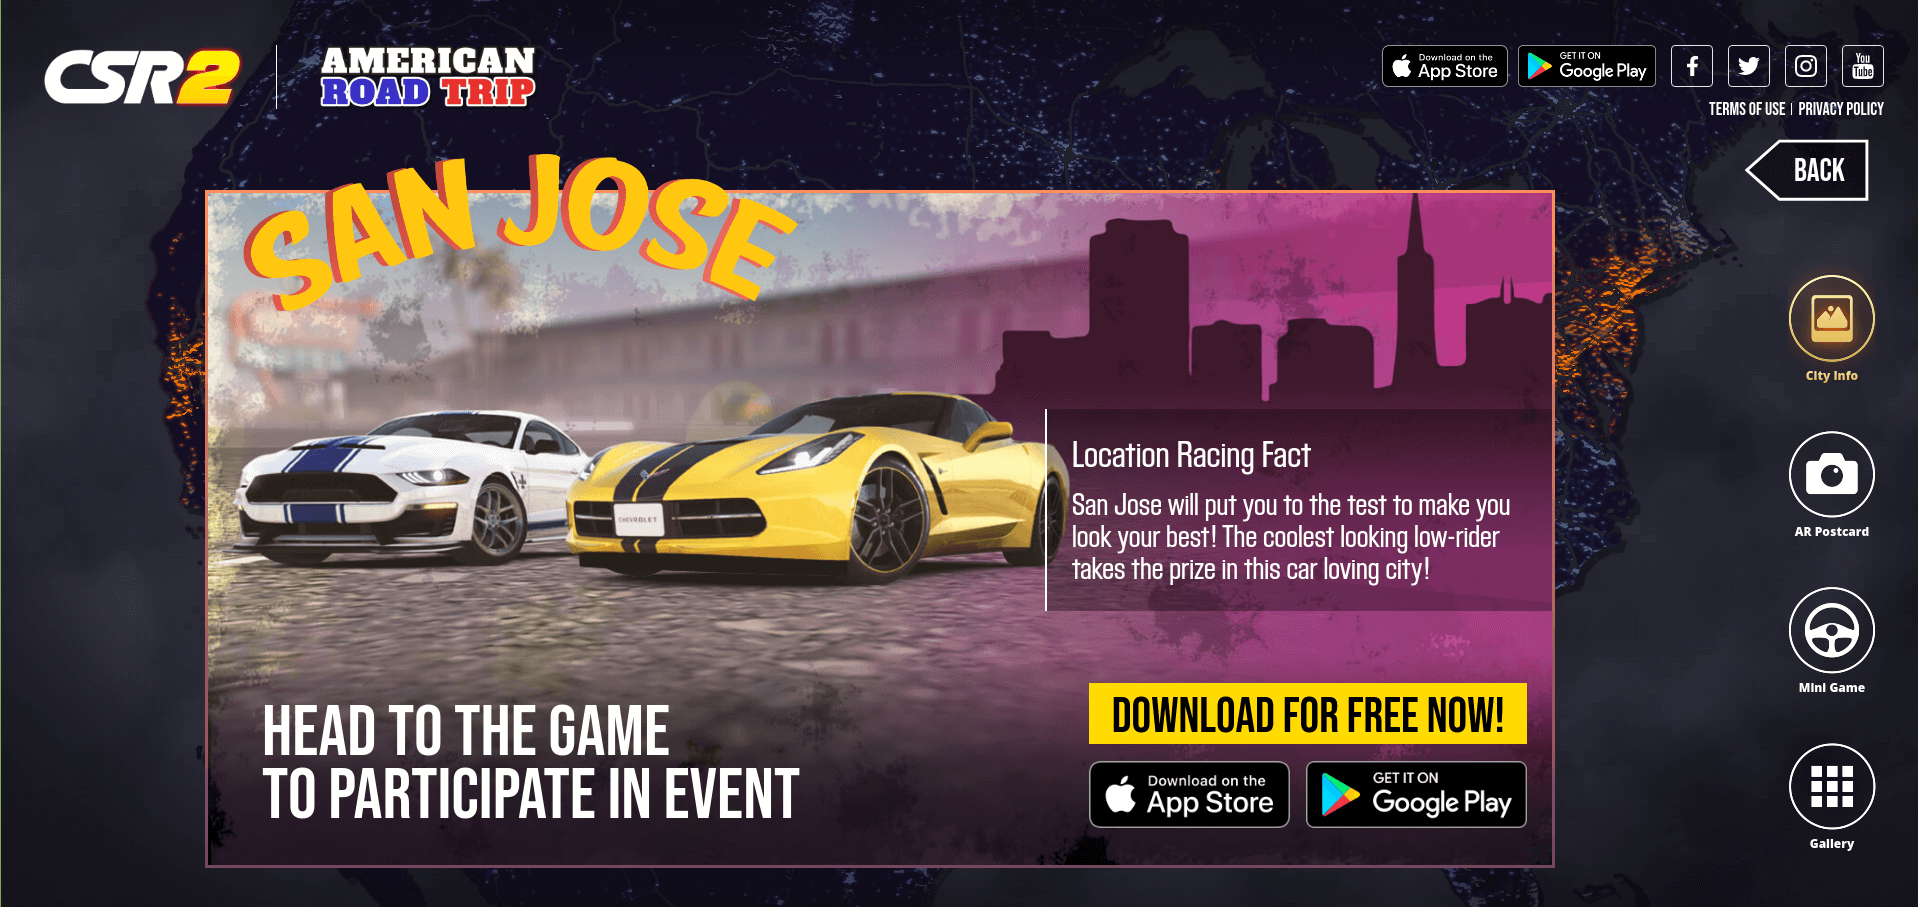 CSR2
AMERICAN
ROAD TRIP
Download on the
App Store
GET IT ON
Google Play
You
Tube
TERMS OF USE | PRIVACY POLICY
BACK
SAN JOSE
City Info
CHEVROLET
Location Racing Fact
San Jose will put you to the test to make you
look your best! The coolest looking low-rider
takes the prize in this car loving city!
AR Postcard
Mini Game
HEAD TO THE GAME
TO PARTICIPATE IN EVENT
DOWNLOAD FOR FREE NOW!
Download on the
App Store
GET IT ON
Google Play
Gallery